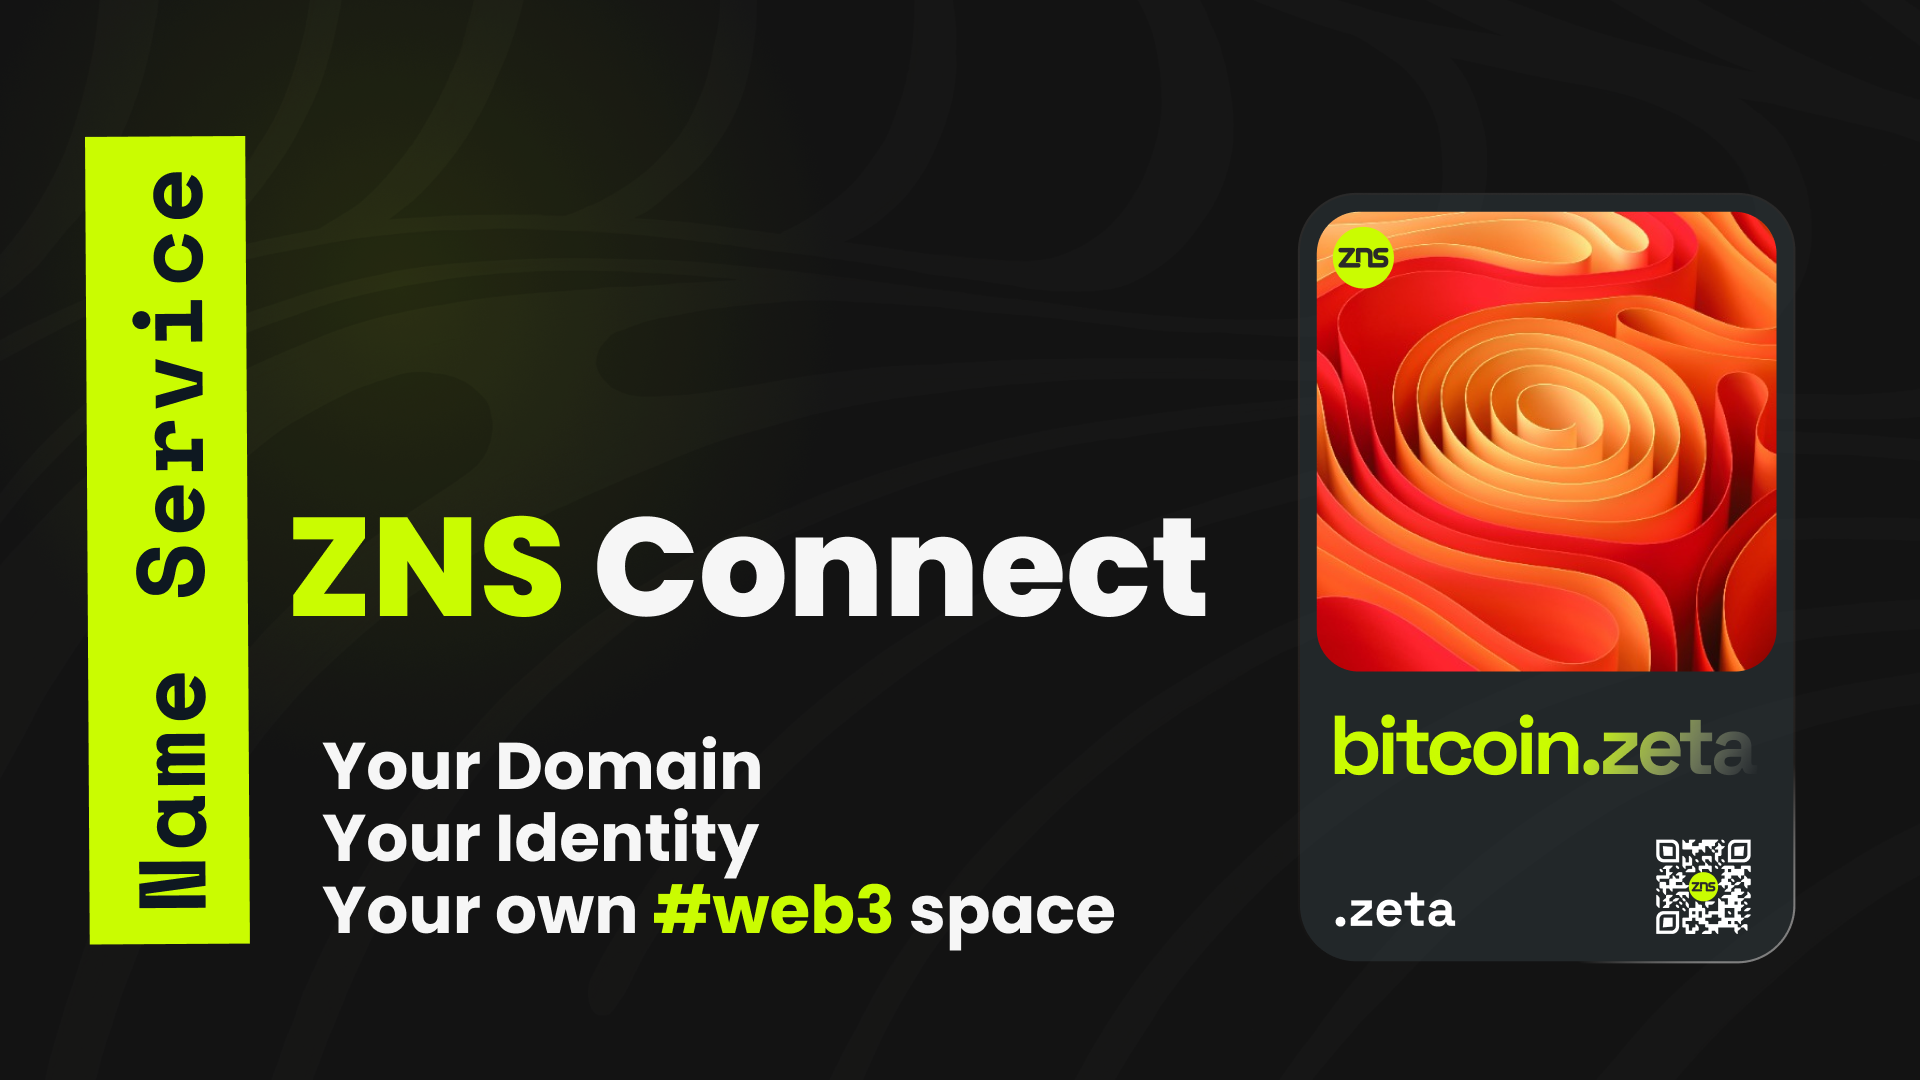 Name Service
ZNS Connect
Your Domain
Your Identity
Your own #web3 space
zns
bitcoin.zeta
.zeta
zns